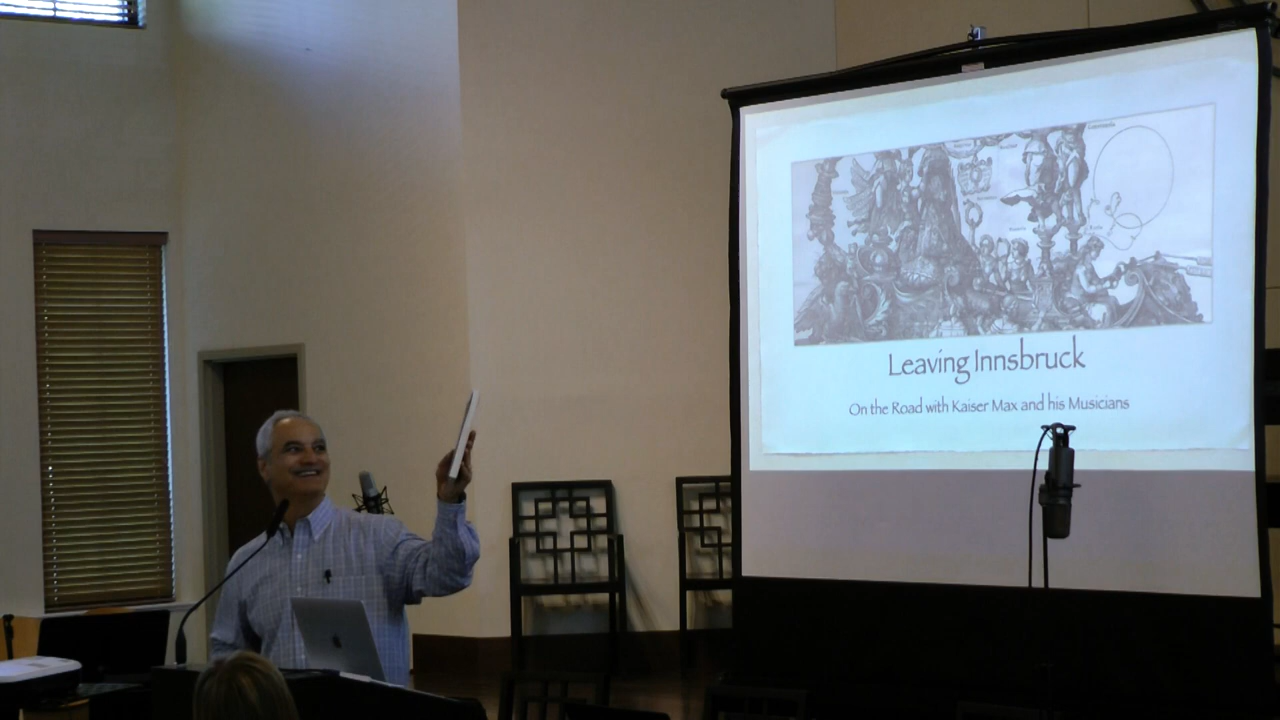 Leaving Innsbruck
On the Road with Kaiser Max and his Musicians